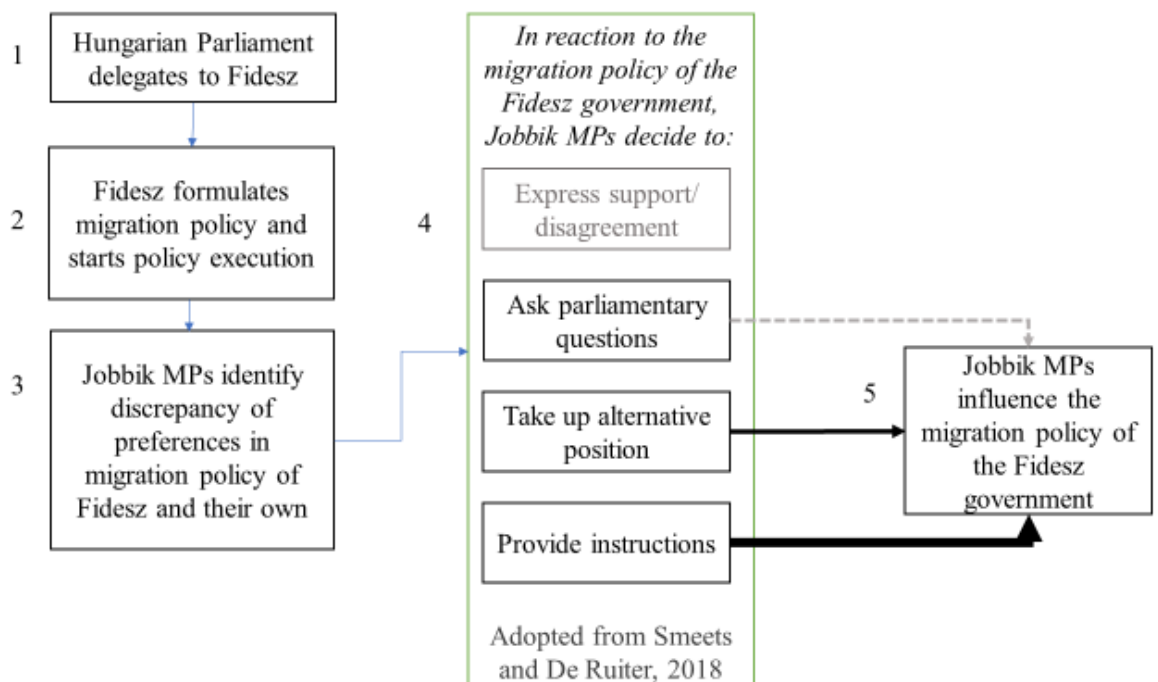 1
Hungarian Parliament
delegates to Fidesz
2
Fidesz formulates
migration policy and
starts policy execution
3
Jobbik MPs identify
discrepancy of
preferences in
migration policy of
Fidesz and their own
4
In reaction to the
migration policy of the
Fidesz government,
Jobbik MPs decide to:
Express support/
disagreement
Ask parliamentary
questions
Take up alternative
position
Provide instructions
Adopted from Smeets
and De Ruiter, 2018
5
Jobbik MPs
influence the
migration policy of
the Fidesz
government